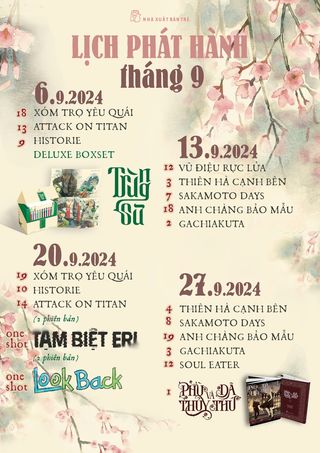 NHÀ XUẤT BẢN TRẺ
LỊCH PHÁT HÀNH
tháng 9
6.9.2024
18 XÓM TRỌ YÊU QUÁI
13 ATTACK ON TITAN
9 HISTORIE
DELUXE BOXSET
Trùng Sư
13.9.2024
12 VŨ ĐIỆU RỰC LỬA
3 THIÊN HẠ CẠNH BÊN
7 SAKAMOTO DAYS
18 ANH CHÀNG BẢO MẪU
2 GACHIAKUTA
20.9.2024
19 XÓM TRỌ YÊU QUÁI
10 HISTORIE
14 ATTACK ON TITAN
(2 phiên bản)
one shot TẠM BIỆT ERI
(2 phiên bản)
one shot Look Back
27.9.2024
4 THIÊN HẠ CẠNH BÊN
8 SAKAMOTO DAYS
19 ANH CHÀNG BẢO MẪU
3 GACHIAKUTA
12 SOUL EATER
1 PHÙ THỦY VÀ DÃ THÚ